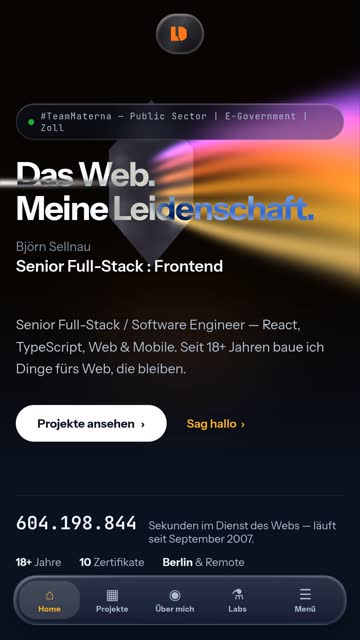 #TeamMaterna — Public Sector | E-Government |
Zoll
Das Web.
Meine Leidenschaft.
Björn Sellnau
Senior Full-Stack : Frontend
Senior Full-Stack / Software Engineer — React,
TypeScript, Web & Mobile. Seit 18+ Jahren baue ich
Dinge fürs Web, die bleiben.
Projekte ansehen ›
Sag hallo ›
604.198.844
Sekunden im Dienst des Webs — läuft
seit September 2007.
18+ Jahre
10 Zertifikate
Berlin & Remote
Home
Projekte
Über mich
Labs
Menü